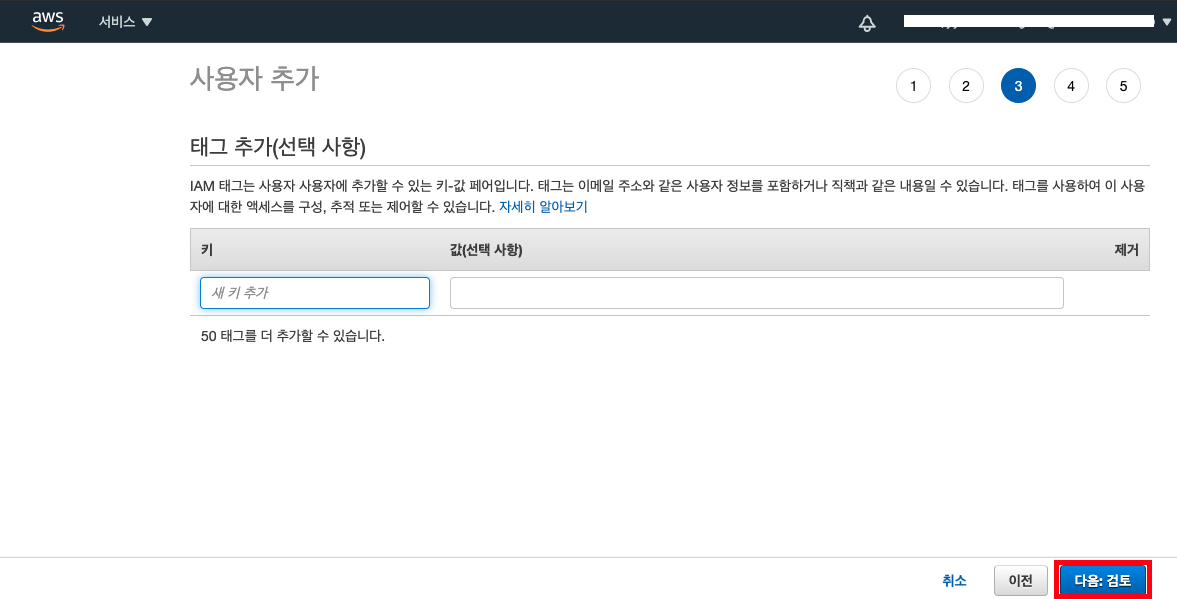 aws 서비스
사용자 추가
1 2 3 4 5
태그 추가(선택 사항)
IAM 태그는 사용자 사용자에 추가할 수 있는 키-값 페어입니다. 태그는 이메일 주소와 같은 사용자 정보를 포함하거나 직책과 같은 내용일 수 있습니다. 태그를 사용하여 이 사용
자에 대한 액세스를 구성, 추적 또는 제어할 수 있습니다. 자세히 알아보기
키 값(선택 사항) 제거
새 키 추가
50 태그를 더 추가할 수 있습니다.
취소 이전 다음: 검토